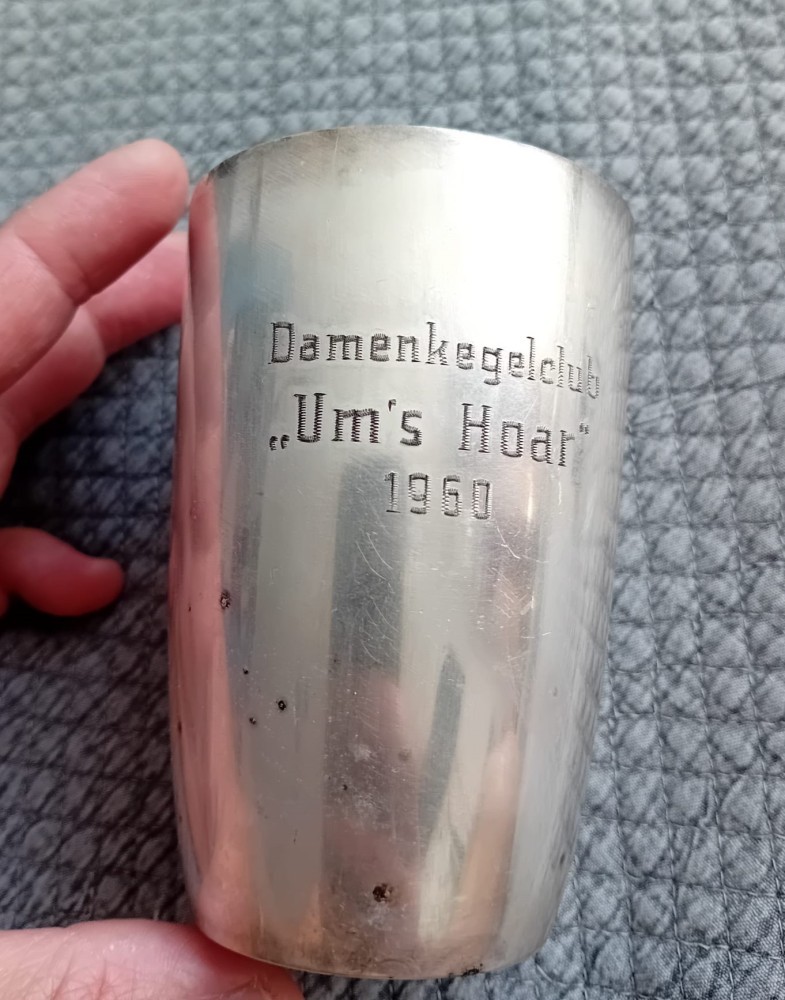 Damenkegelclub
„Um's Hoar"
1960